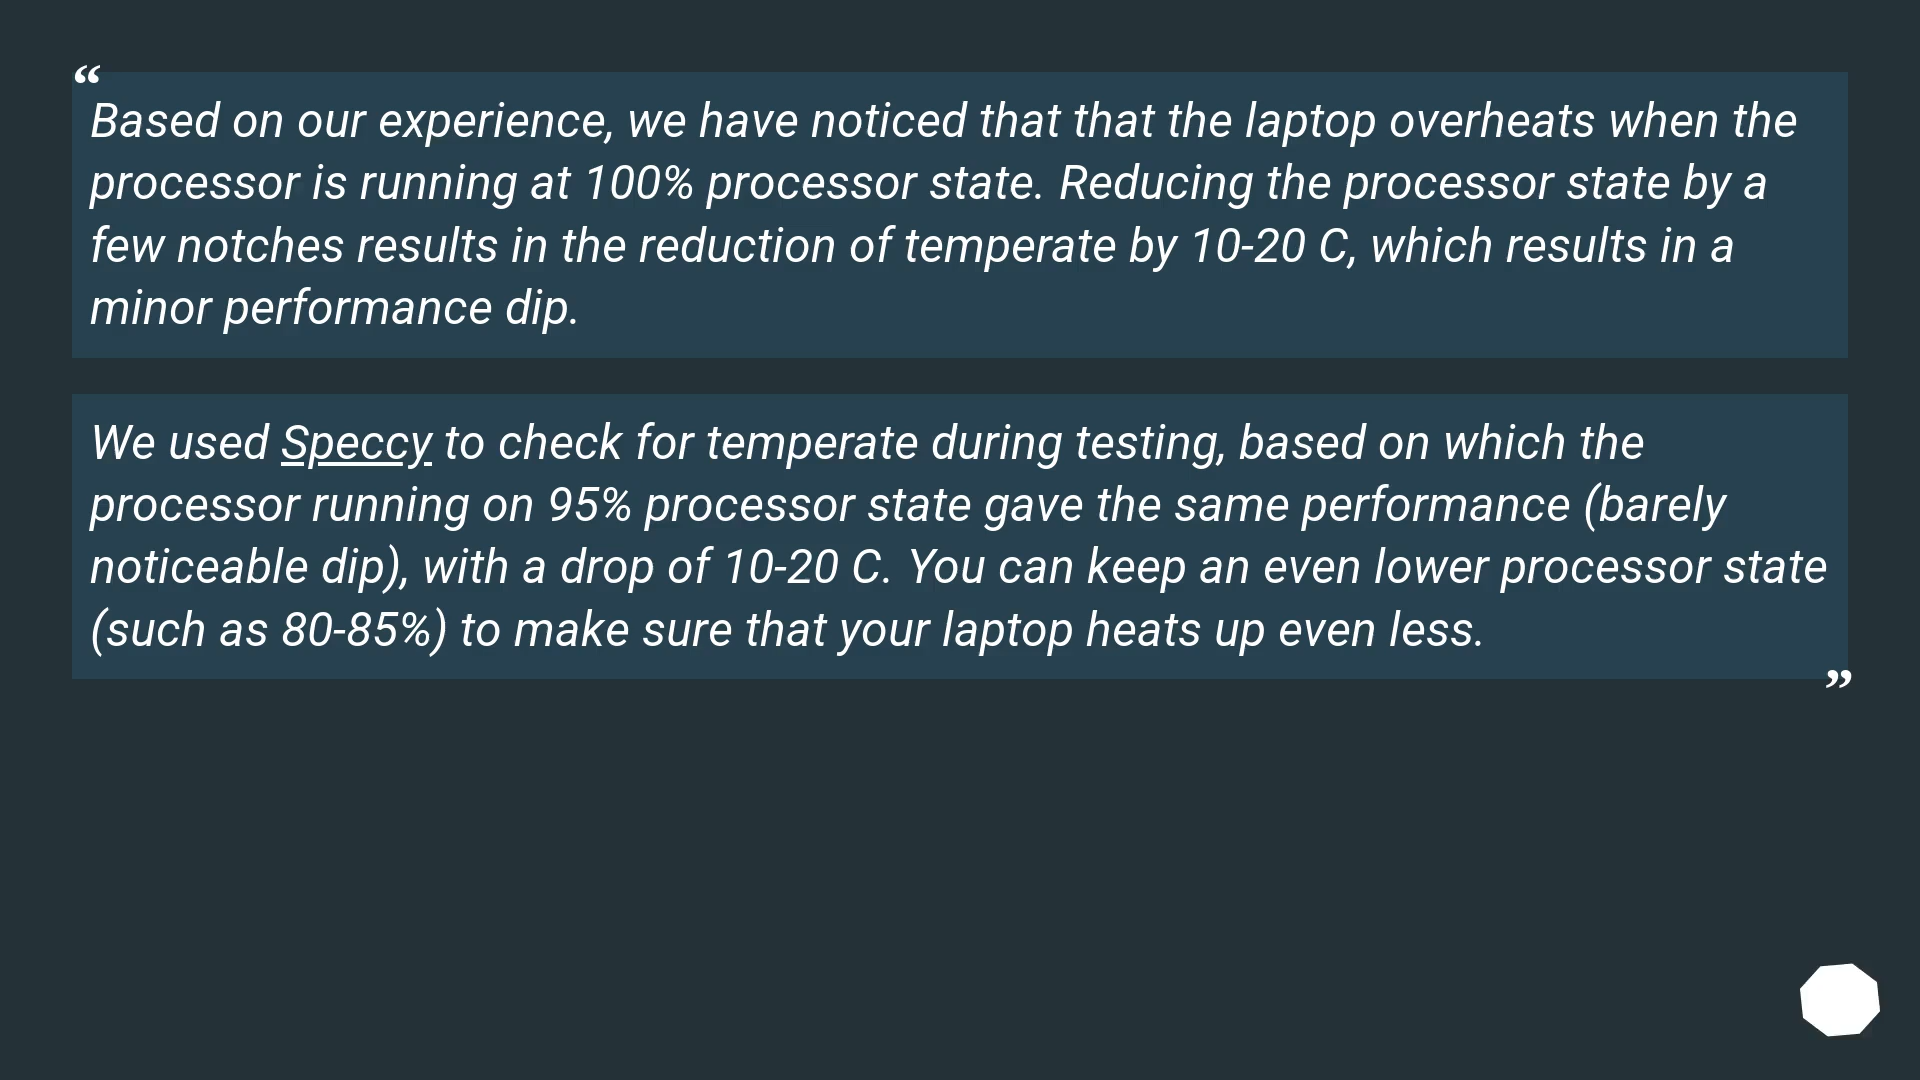 “
Based on our experience, we have noticed that that the laptop overheats when the
processor is running at 100% processor state. Reducing the processor state by a
few notches results in the reduction of temperate by 10-20 C, which results in a
minor performance dip.
We used Speccy to check for temperate during testing, based on which the
processor running on 95% processor state gave the same performance (barely
noticeable dip), with a drop of 10-20 C. You can keep an even lower processor state
(such as 80-85%) to make sure that your laptop heats up even less.
”